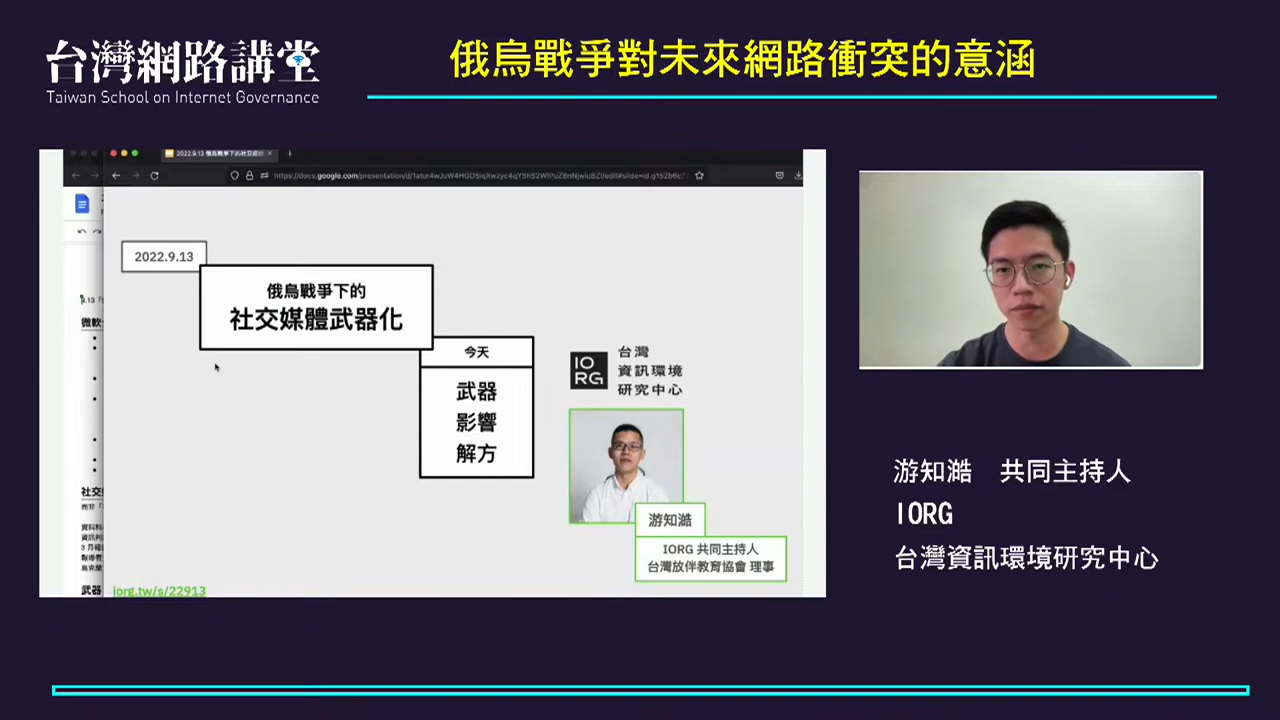 台灣網路講堂
Taiwan School on Internet Governance
俄烏戰爭對未來網路衝突的意涵
2022.9.13
俄烏戰爭下的
社交媒體武器化
今天
武器
影響
解方
IO
RG
台灣
資訊環境
研究中心
游知澔
IORG 共同主持人
台灣放伴教育協會 理事
iorg.tw/s/22913
游知澔 共同主持人
IORG
台灣資訊環境研究中心